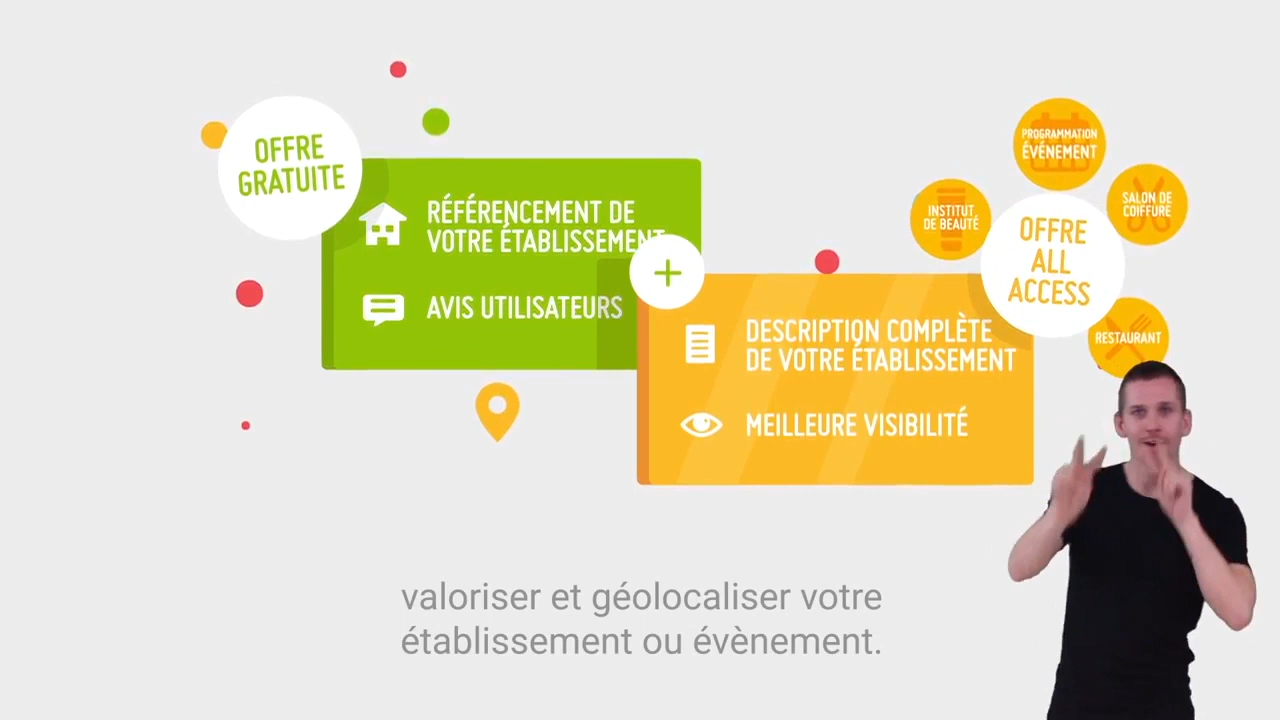 OFFRE
GRATUITE
RÉFÉRENCEMENT DE
VOTRE ÉTABLISSEMENT
AVIS UTILISATEURS
PROGRAMMATION
ÉVÉNEMENT
INSTITUT
DE BEAUTÉ
SALON DE
COIFFURE
OFFRE
ALL
ACCESS
RESTAURANT
DESCRIPTION COMPLÈTE
DE VOTRE ÉTABLISSEMENT
MEILLEURE VISIBILITÉ
valoriser et géolocaliser votre
établissement ou évènement.